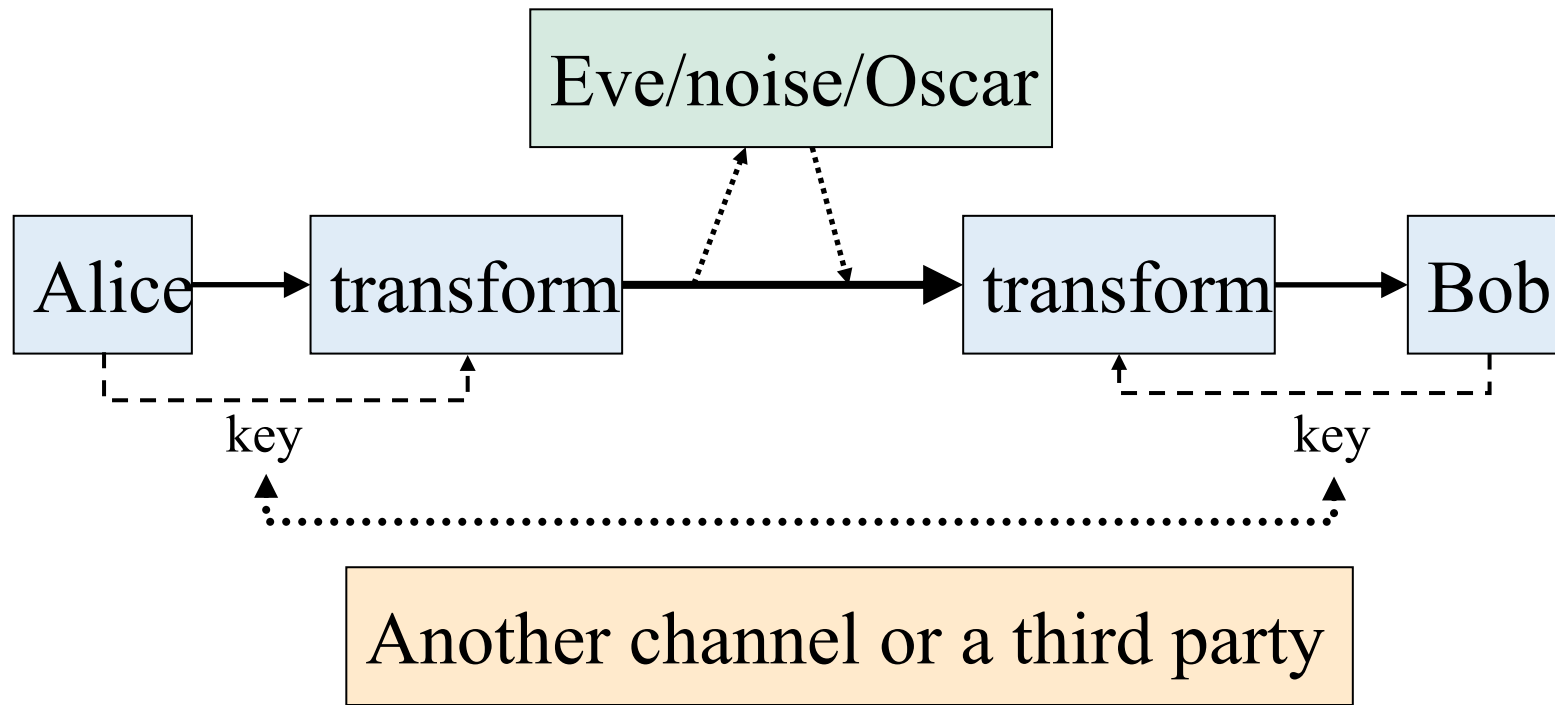 Eve/noise/Oscar
Alice
transform
transform
Bob
key
key
Another channel or a third party